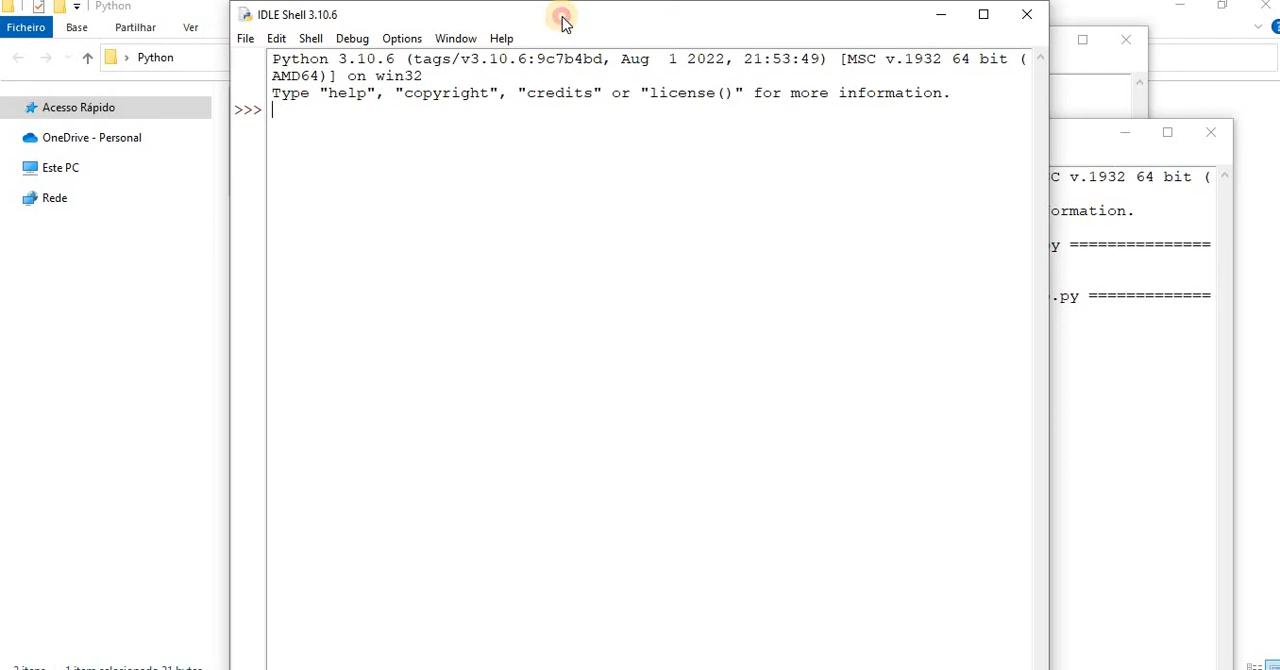 Python
Ficheiro Base Partilhar Ver
Python
Acesso Rápido
OneDrive - Personal
Este PC
Rede
IDLE Shell 3.10.6
File Edit Shell Debug Options Window Help
Python 3.10.6 (tags/v3.10.6:9c7b4bd, Aug  1 2022, 21:53:49) [MSC v.1932 64 bit (
AMD64)] on win32
Type "help", "copyright", "credits" or "license()" for more information.
>>>
C v.1932 64 bit (
ormation.
y ===============
.py =============